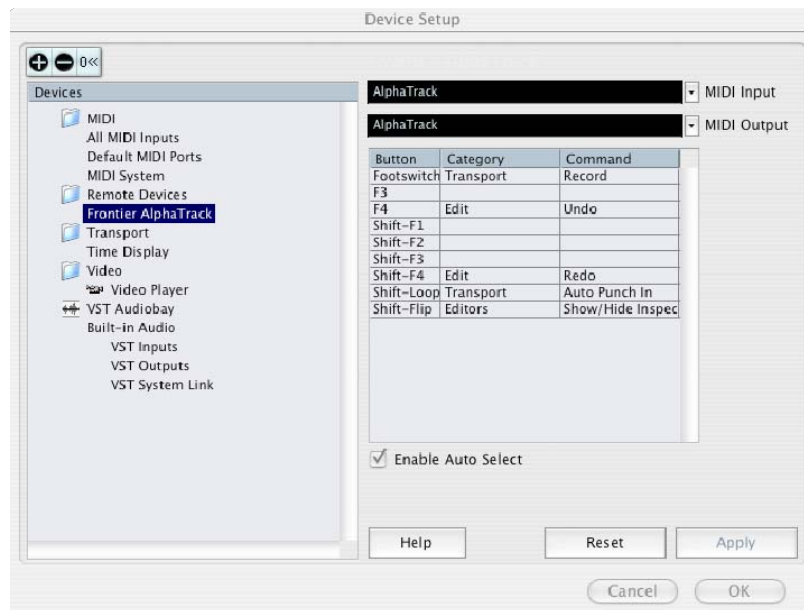 Device Setup
0«
Devices
MIDI
All MIDI Inputs
Default MIDI Ports
MIDI System
Remote Devices
Frontier AlphaTrack
Transport
Time Display
Video
Video Player
VST Audiobay
Built-in Audio
VST Inputs
VST Outputs
VST System Link
AlphaTrack MIDI Input
AlphaTrack MIDI Output
Button Category Command
Footswitch Transport Record
F3
F4 Edit Undo
Shift-F1
Shift-F2
Shift-F3
Shift-F4 Edit Redo
Shift-Loop Transport Auto Punch In
Shift-Flip Editors Show/Hide Inspec
Enable Auto Select
Help Reset Apply
Cancel OK